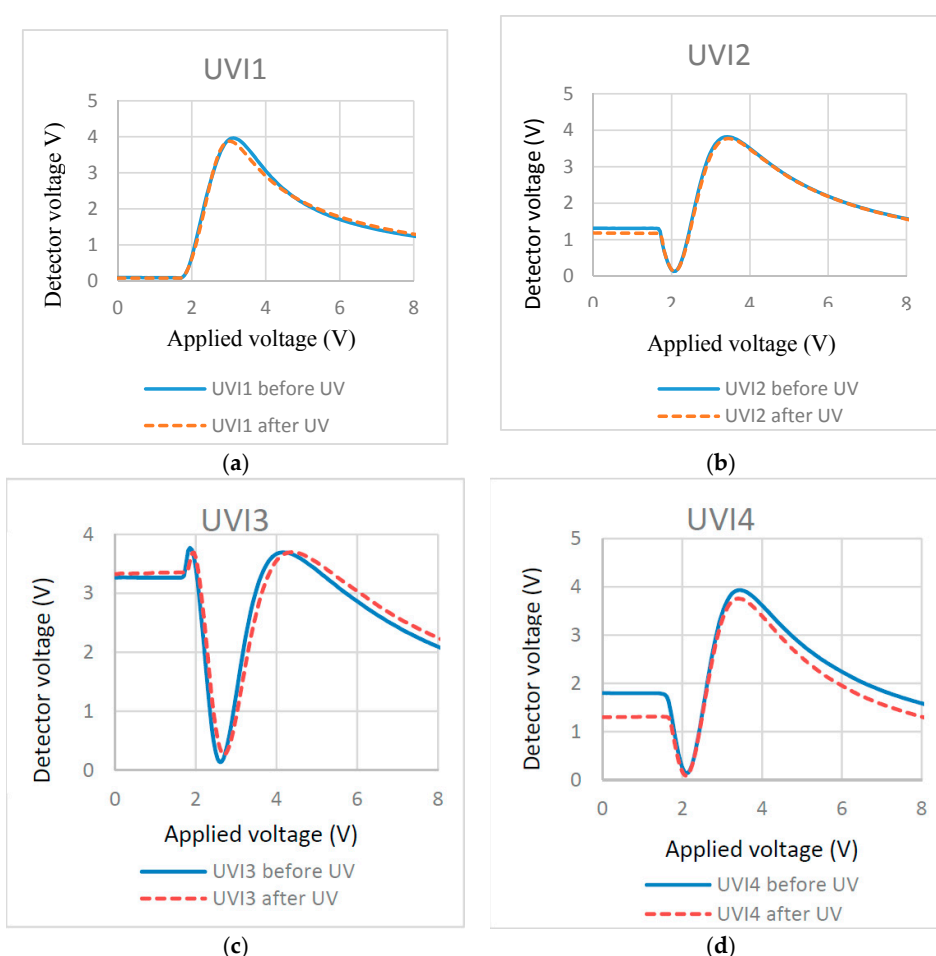 UVI1
5
4
3
2
1
0
0 2 4 6 8
Detector voltage V)
Applied voltage (V)
UVI1 before UV
UVI1 after UV
(a)
UVI2
5
4
3
2
1
0
0 2 4 6 8
Detector voltage (V)
Applied voltage (V)
UVI2 before UV
UVI2 after UV
(b)
UVI3
4
3
2
1
0
0 2 4 6 8
Detector voltage (V)
Applied voltage (V)
UVI3 before UV
UVI3 after UV
(c)
UVI4
5
4
3
2
1
0
0 2 4 6 8
Detector voltage (V)
Applied voltage (V)
UVI4 before UV
UVI4 after UV
(d)